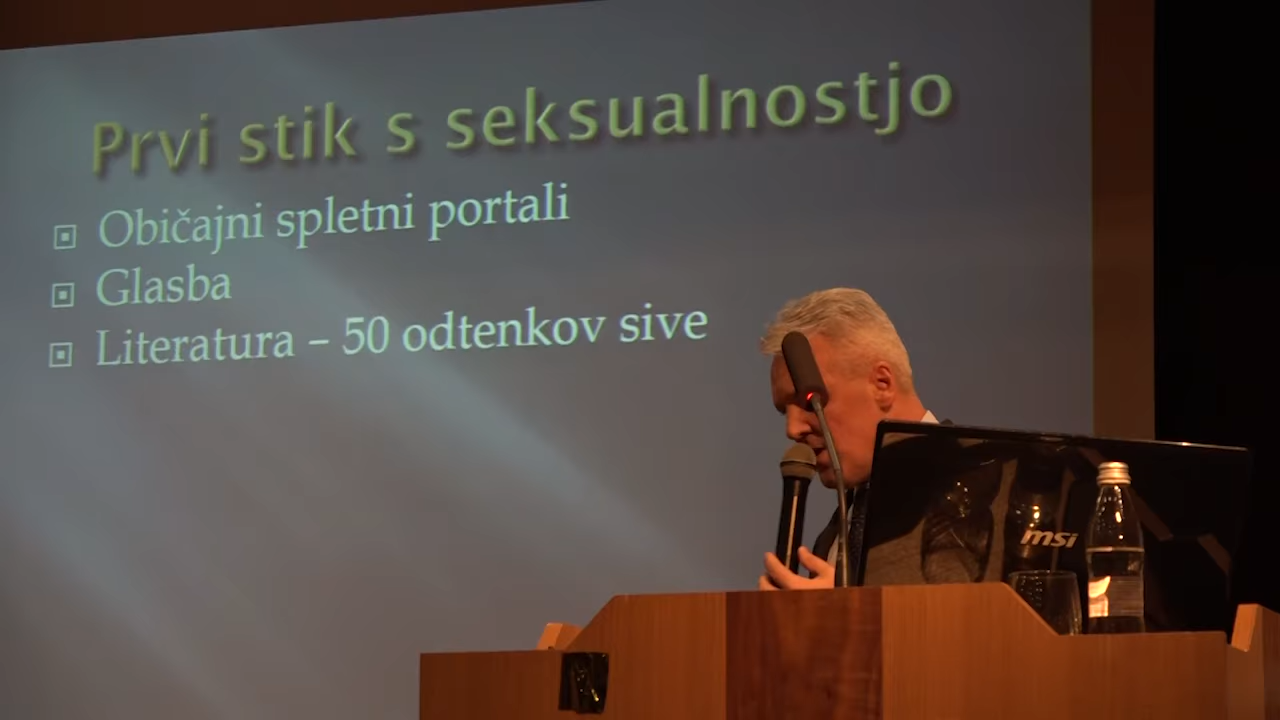 Prvi stik s seksualnostjo
Običajni spletni portali
Glasba
Literatura – 50 odtenkov sive
msi